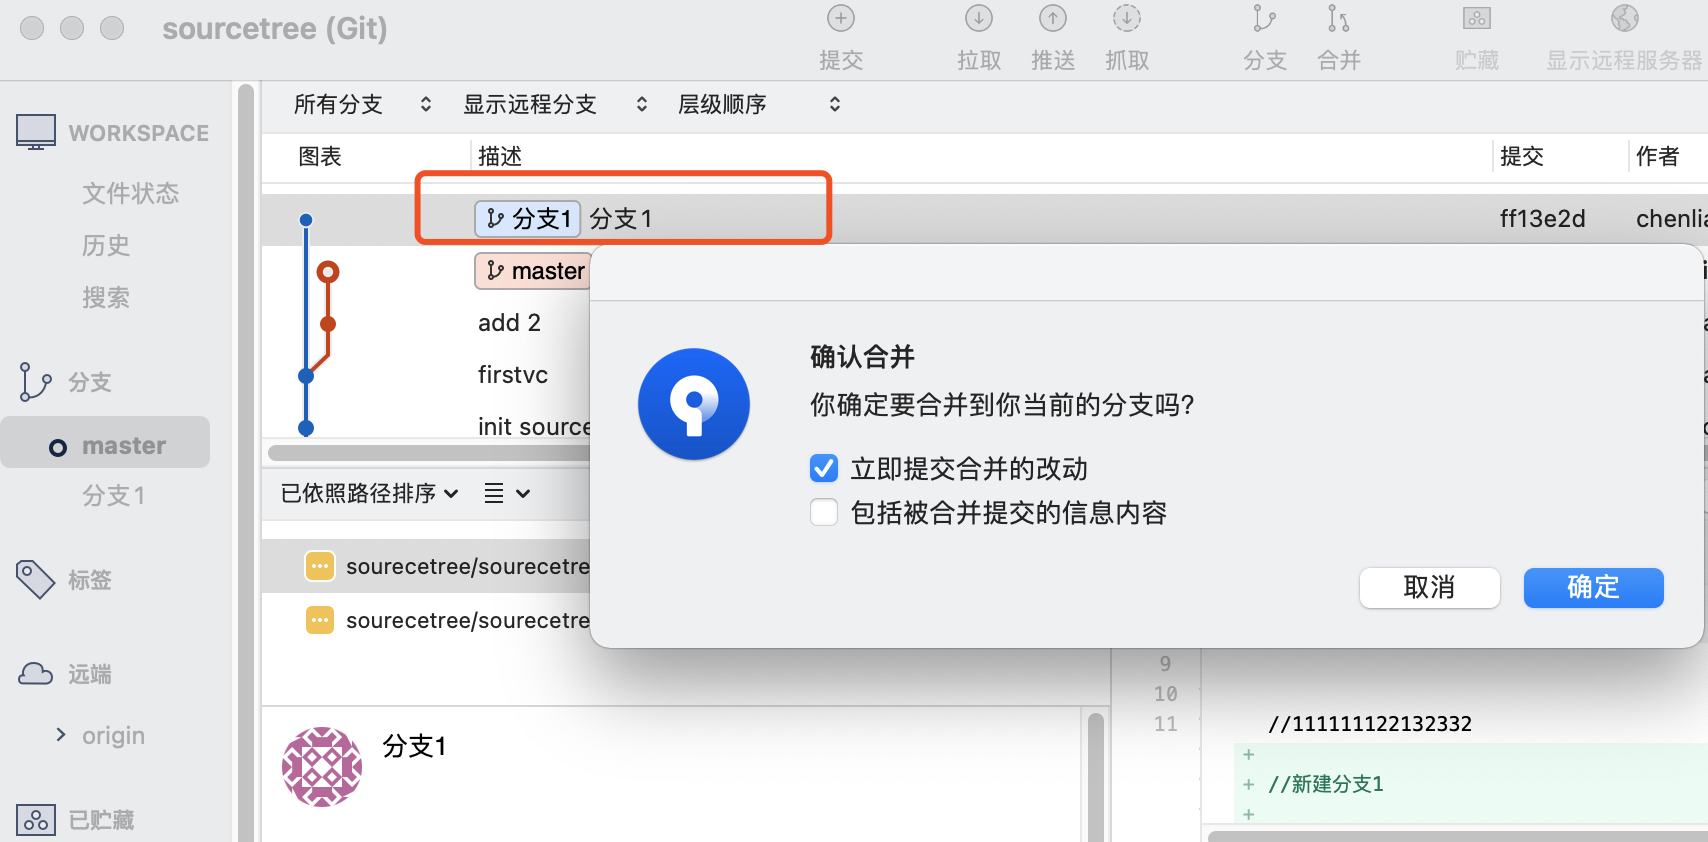 sourcetree (Git)
提交
拉取
推送
抓取
分支
合并
贮藏
显示远程服务器
WORKSPACE
文件状态
历史
搜索
分支
master
分支1
标签
远端
origin
已贮藏
所有分支
显示远程分支
层级顺序
图表
描述
提交
作者
分支1 分支1
ff13e2d
chenlia
master
add 2
firstvc
init source
已依照路径排序
sourecetree/sourecetre
sourecetree/sourecetre
分支1
确认合并
你确定要合并到你当前的分支吗?
立即提交合并的改动
包括被合并提交的信息内容
取消
确定
9
10
11 //111111122132332
+
+ //新建分支1
+